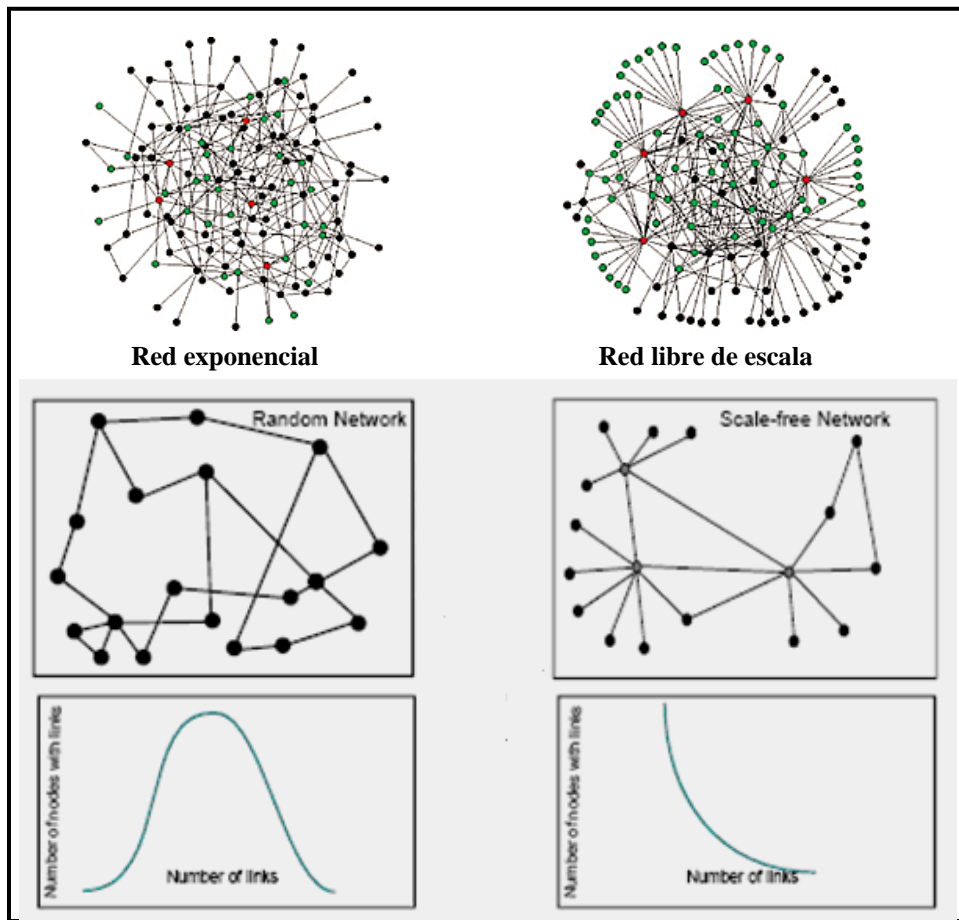 Red exponencial
Red libre de escala
Random Network
Scale-free Network
Number of nodes with links
Number of links
Number of nodes with links
Number of links